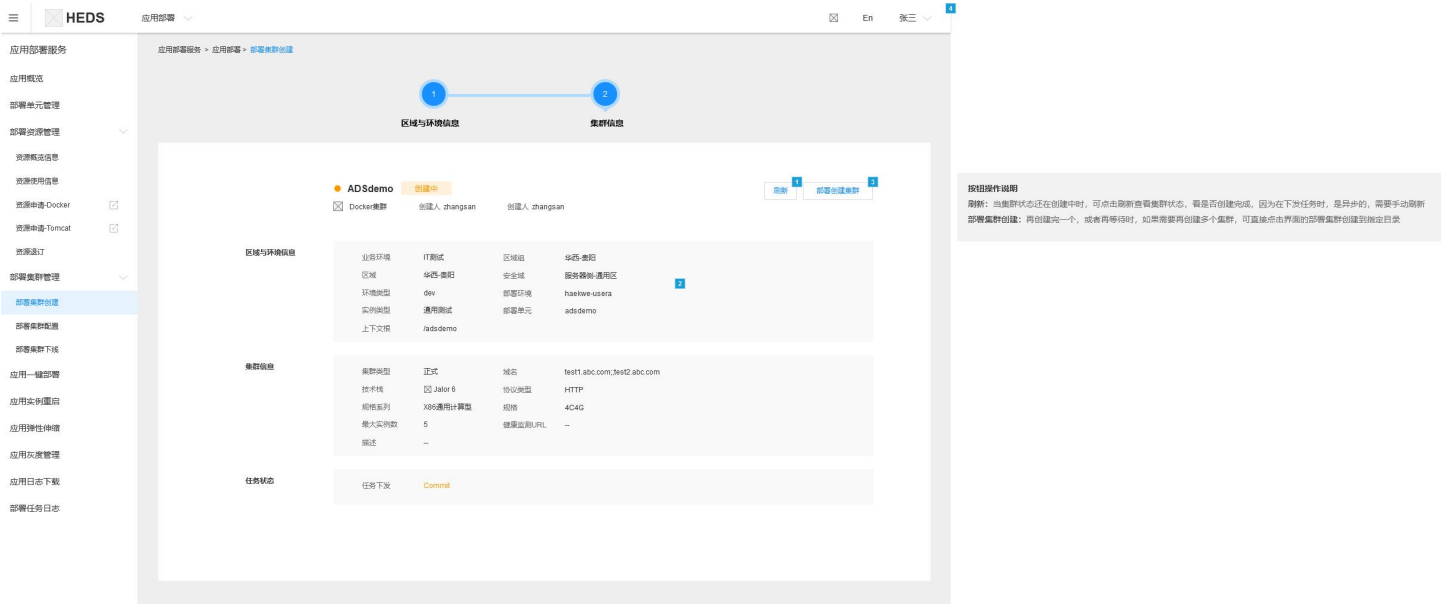 HEDS
应用部署
En
张三
4
应用部署服务
应用概览
部署单元管理
部署资源管理
资源概览信息
资源使用信息
资源申请-Docker
资源申请-Tomcat
资源退订
部署集群管理
部署集群创建
部署集群配置
部署集群下线
应用一键部署
应用实例重启
应用弹性伸缩
应用灰度管理
应用日志下载
部署任务日志
应用部署服务 > 应用部署 > 部署集群创建
1
2
区域与环境信息
集群信息
ADSdemo 创建中
Docker集群 创建人 zhangsan 创建人 zhangsan
刷新 1
部署创建集群 3
区域与环境信息
业务环境 IT测试 区域组 华西-贵阳
区域 华西-贵阳 安全域 服务器侧-通用区
2
环境类型 dev 部署环境 haekwe-usera
实例类型 通用测试 部署单元 adsdemo
上下文根 /adsdemo
集群信息
集群类型 正式 域名 test1.abc.com;;test2.abc.com
技术栈 Jalor 6 协议类型 HTTP
规格系列 X86通用计算型 规格 4C4G
最大实例数 5 健康监测URL --
描述 --
任务状态
任务下发 Commit
按钮操作说明
刷新：当集群状态还在创建中时，可点击刷新查看集群状态，看是否创建完成，因为在下发任务时，是异步的，需要手动刷新
部署集群创建：再创建完一个，或者再等待时，如果需要再创建多个集群，可直接点击界面的部署集群创建到指定目录